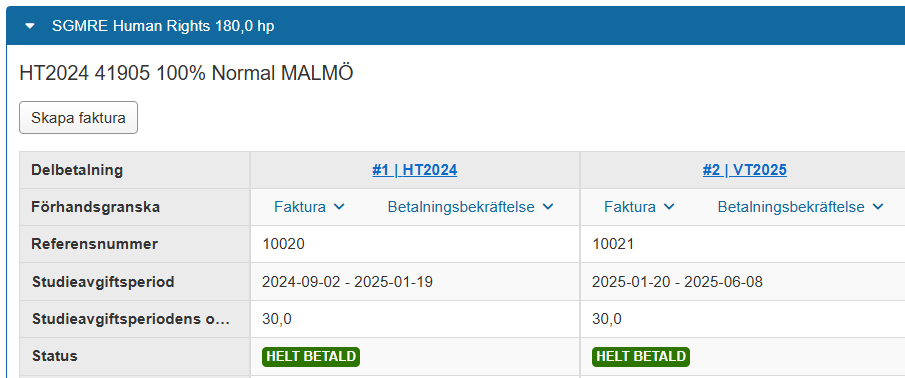 SGMRE Human Rights 180,0 hp
HT2024 41905 100% Normal MALMÖ
Skapa faktura
Delbetalning #1 | HT2024 #2 | VT2025
Förhandsgranska Faktura Betalningsbekräftelse Faktura Betalningsbekräftelse
Referensnummer 10020 10021
Studieavgiftsperiod 2024-09-02 - 2025-01-19 2025-01-20 - 2025-06-08
Studieavgiftsperiodens o... 30,0 30,0
Status HELT BETALD HELT BETALD